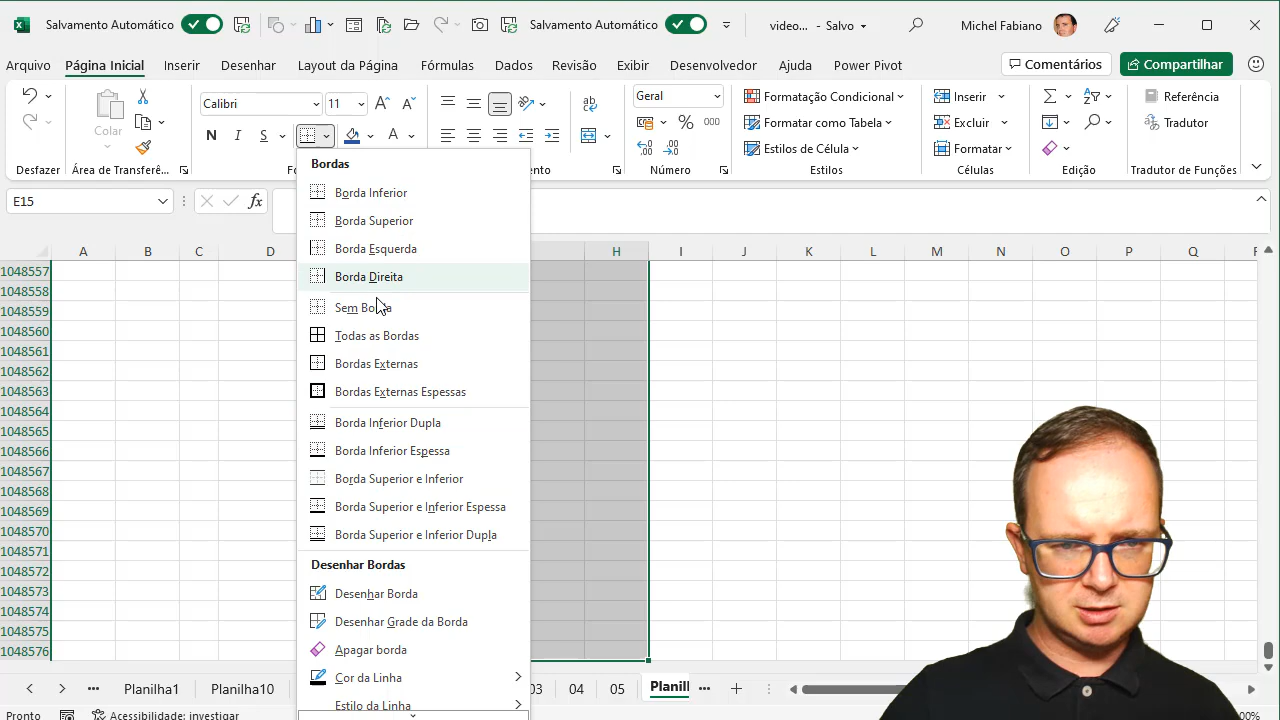 Salvamento Automático
Salvamento Automático
video... - Salvo
Michel Fabiano
Arquivo Página Inicial Inserir Desenhar Layout da Página Fórmulas Dados Revisão Exibir Desenvolvedor Ajuda Power Pivot
Comentários
Compartilhar
Colar
Calibri 11
N I S
A
Geral
% 000
Formatação Condicional
Formatar como Tabela
Estilos de Célula
Inserir
Excluir
Formatar
Referência
Tradutor
Desfazer Área de Transferê...
Número Estilos Células Edição Tradutor de Funções
E15
fx
Bordas
Borda Inferior
Borda Superior
Borda Esquerda
Borda Direita
Sem Borda
Todas as Bordas
Bordas Externas
Bordas Externas Espessas
Borda Inferior Dupla
Borda Inferior Espessa
Borda Superior e Inferior
Borda Superior e Inferior Espessa
Borda Superior e Inferior Dupla
Desenhar Bordas
Desenhar Borda
Desenhar Grade da Borda
Apagar borda
Cor da Linha
Estilo da Linha
A B C D H I J K L M N O P Q
1048557
1048558
1048559
1048560
1048561
1048562
1048563
1048564
1048565
1048566
1048567
1048568
1048569
1048570
1048571
1048572
1048573
1048574
1048575
1048576
Planilha1 Planilha10 03 04 05 Planill
Pronto Acessibilidade: investigar